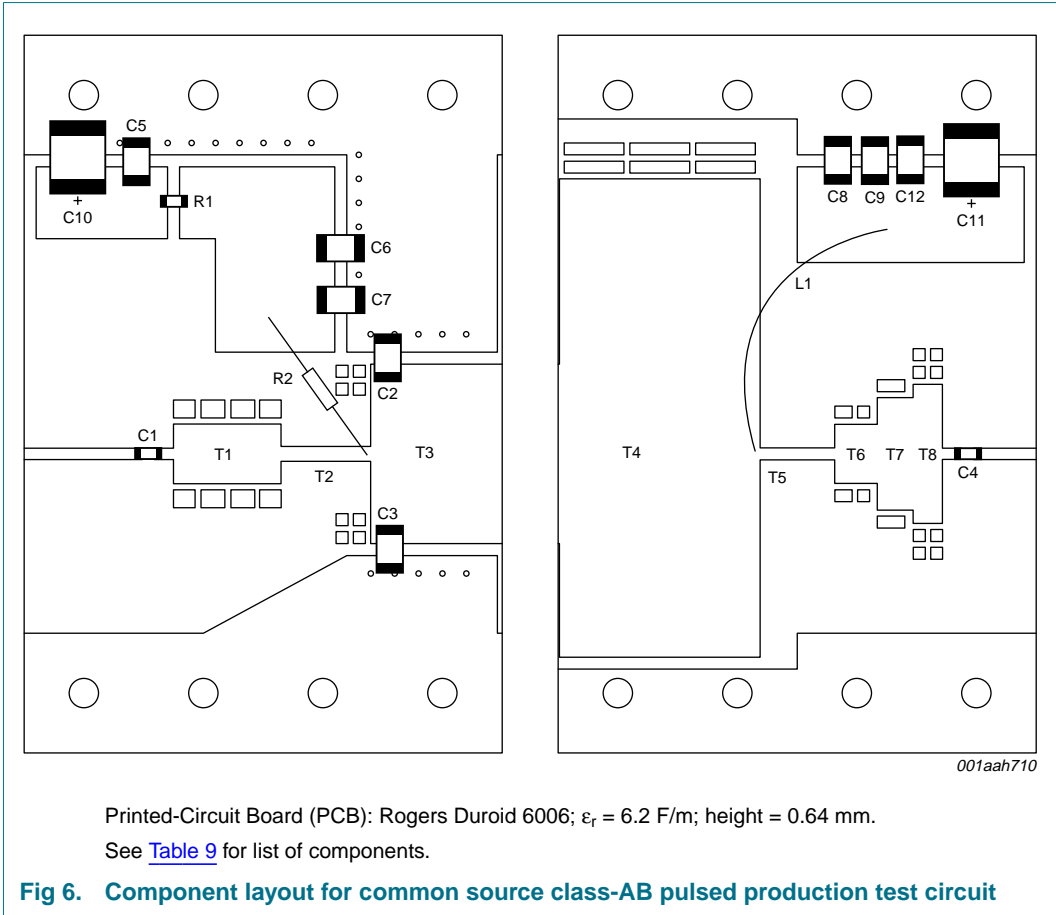 C5
+
C10
R1
C6
C7
R2
C2
C1
T1
T2
T3
C3
C8
C9
C12
+
C11
L1
T4
T5
T6
T7
T8
C4
001aah710
Printed-Circuit Board (PCB): Rogers Duroid 6006; εr = 6.2 F/m; height = 0.64 mm.
See Table 9 for list of components.
Fig 6. Component layout for common source class-AB pulsed production test circuit